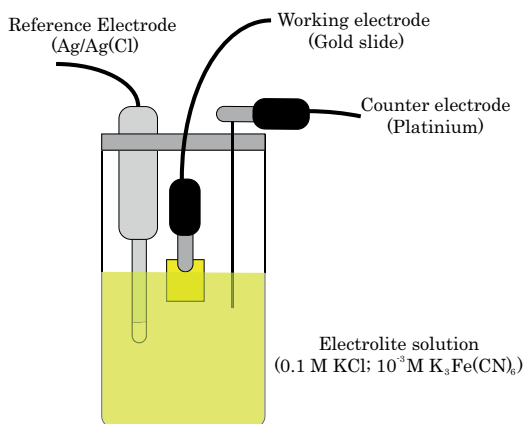 Reference Electrode
(Ag/Ag(Cl)
Working electrode
(Gold slide)
Counter electrode
(Platinium)
Electrolite solution
(0.1 M KCl; 10⁻³M K₃Fe(CN)₆)